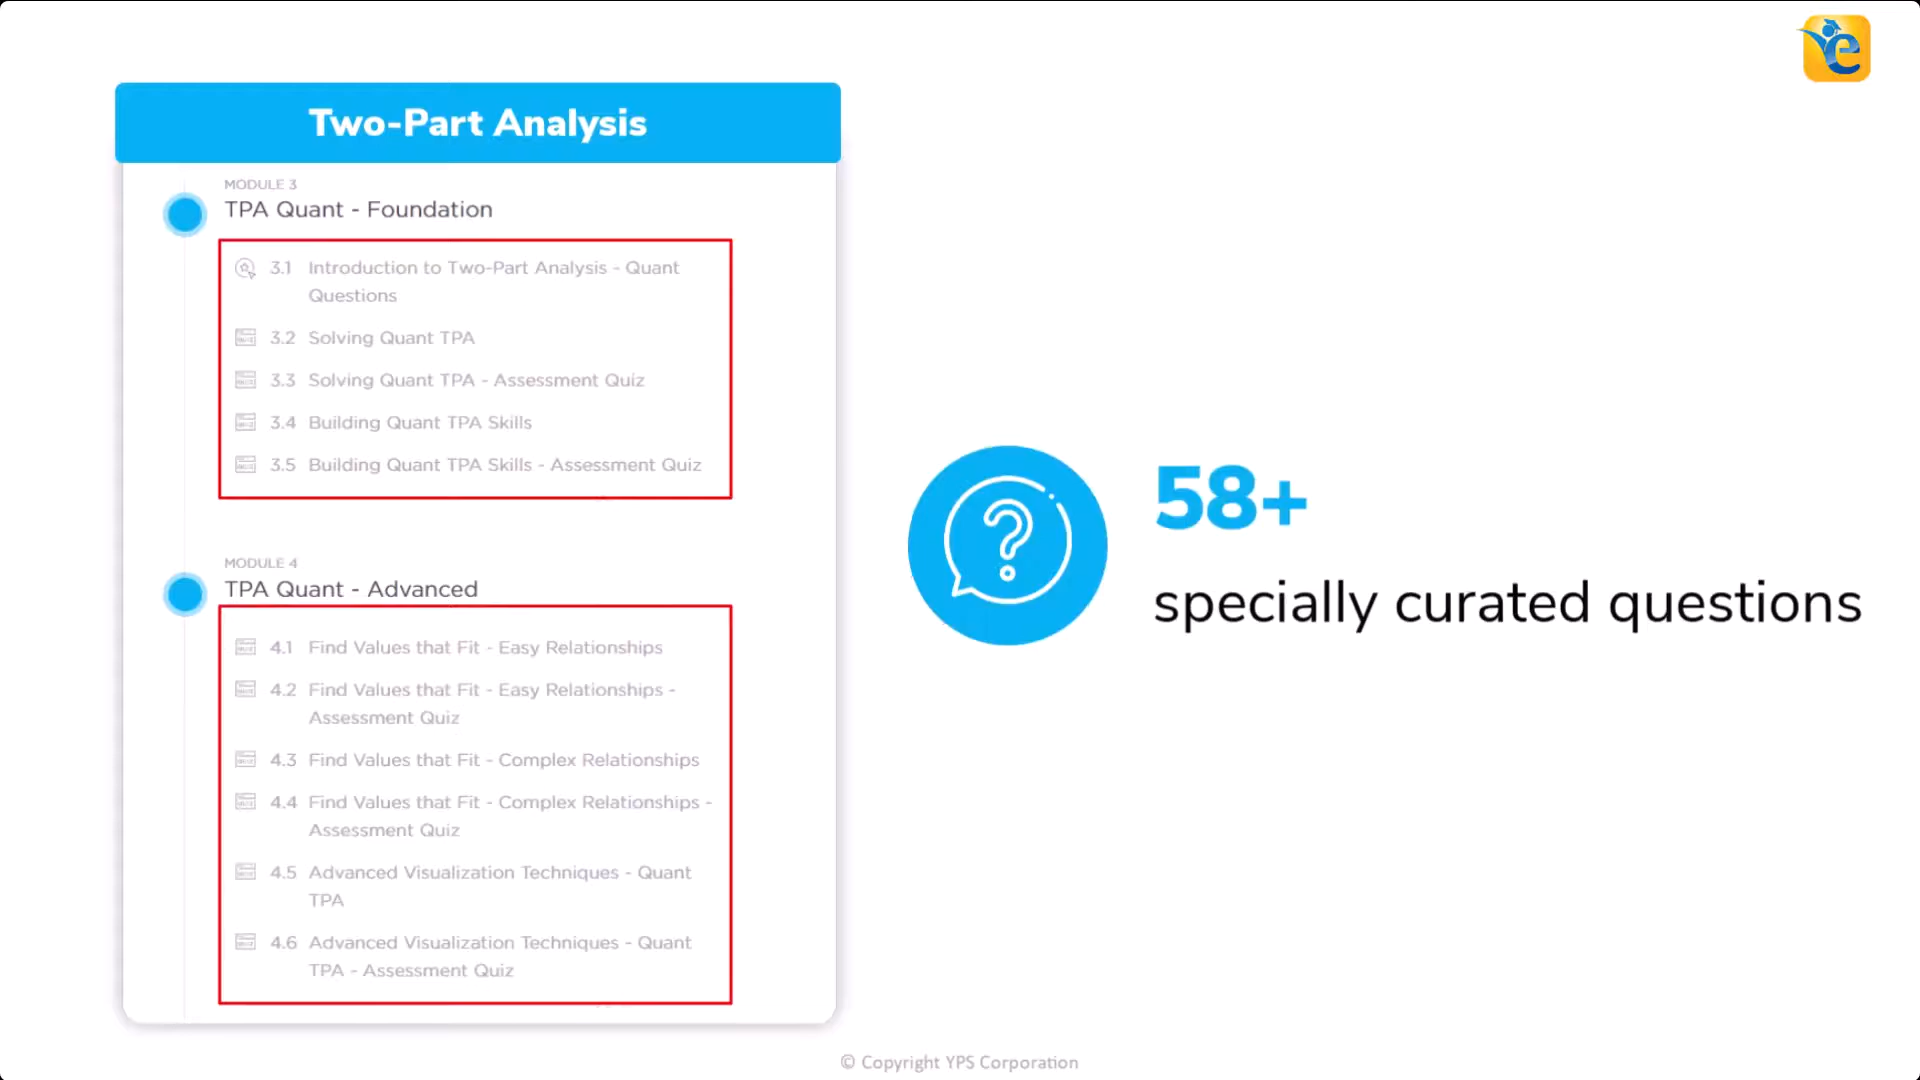 Two-Part Analysis
MODULE 3
TPA Quant - Foundation
3.1 Introduction to Two-Part Analysis - Quant
Questions
3.2 Solving Quant TPA
3.3 Solving Quant TPA - Assessment Quiz
3.4 Building Quant TPA Skills
3.5 Building Quant TPA Skills - Assessment Quiz
MODULE 4
TPA Quant - Advanced
4.1 Find Values that Fit - Easy Relationships
4.2 Find Values that Fit - Easy Relationships -
Assessment Quiz
4.3 Find Values that Fit - Complex Relationships
4.4 Find Values that Fit - Complex Relationships -
Assessment Quiz
4.5 Advanced Visualization Techniques - Quant
TPA
4.6 Advanced Visualization Techniques - Quant
TPA - Assessment Quiz
58+
specially curated questions
e
© Copyright YPS Corporation